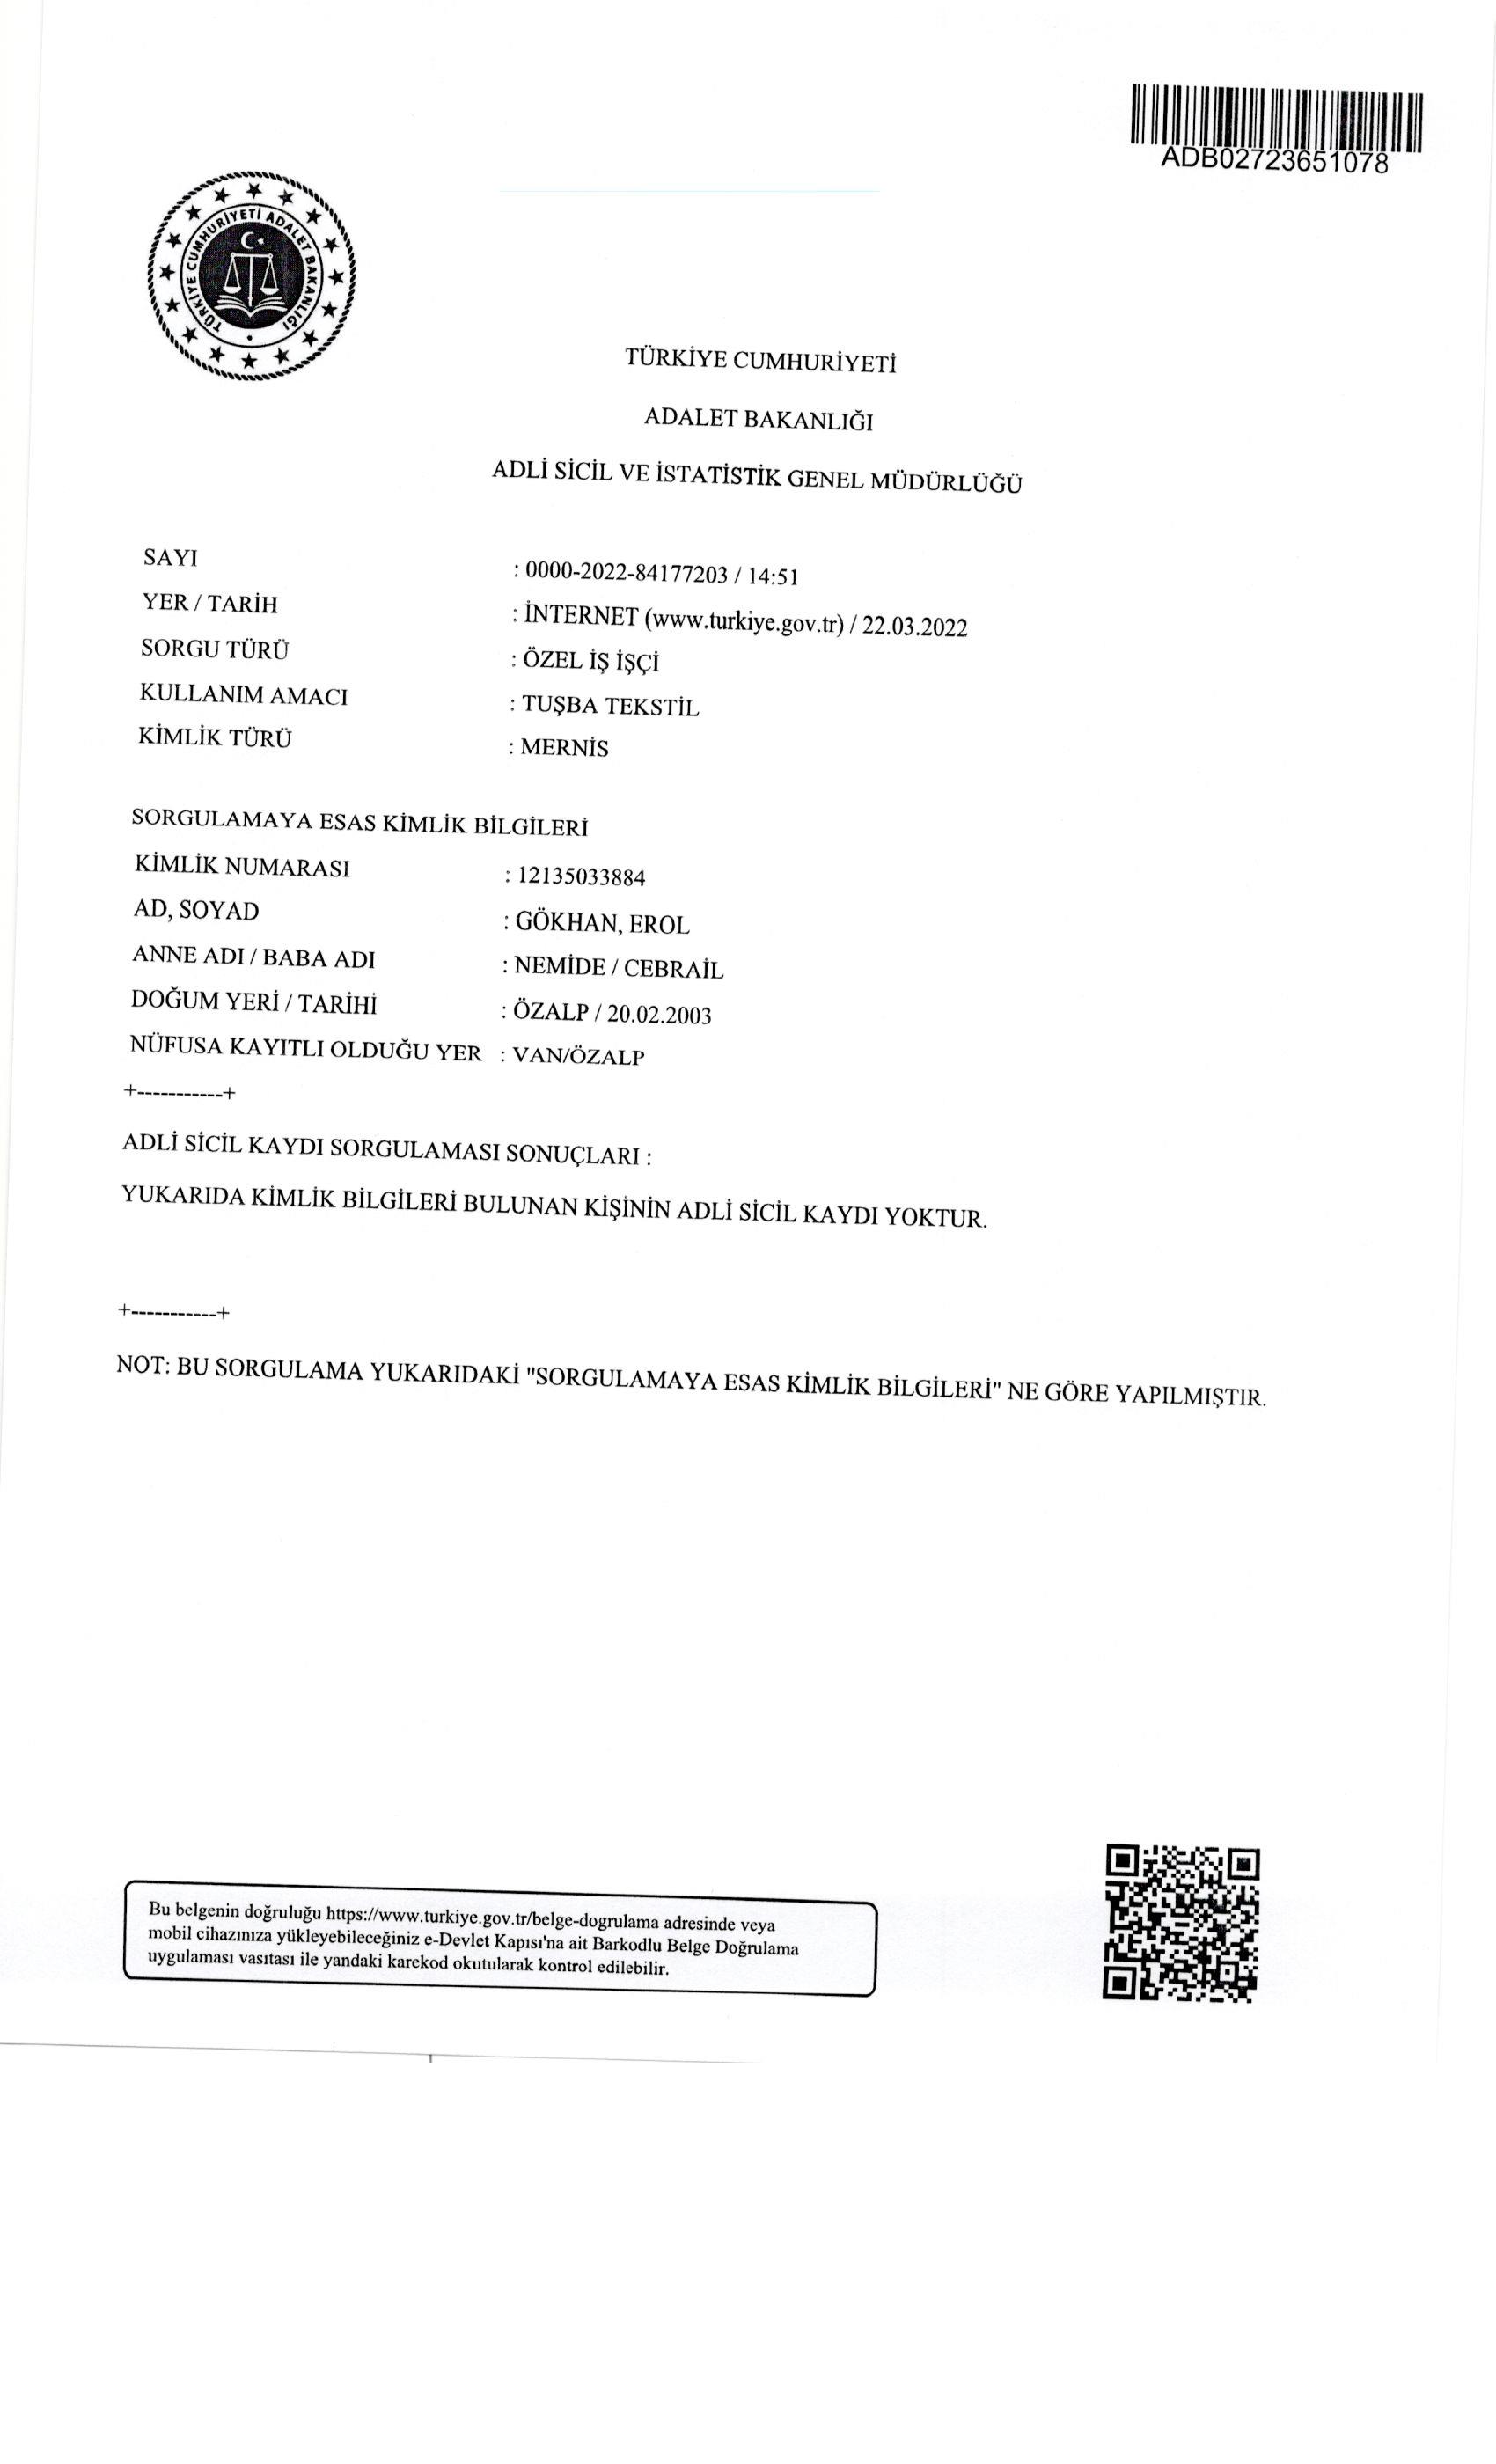 ADB02723651078
TÜRKİYE CUMHURİYETİ ADALET BAKANLIĞI
TÜRKİYE CUMHURİYETİ
ADALET BAKANLIĞI
ADLİ SİCİL VE İSTATİSTİK GENEL MÜDÜRLÜĞÜ
SAYI : 0000-2022-84177203 / 14:51
YER / TARİH : İNTERNET (www.turkiye.gov.tr) / 22.03.2022
SORGU TÜRÜ : ÖZEL İŞ İŞÇİ
KULLANIM AMACI : TUŞBA TEKSTİL
KİMLİK TÜRÜ : MERNİS
SORGULAMAYA ESAS KİMLİK BİLGİLERİ
KİMLİK NUMARASI : 12135033884
AD, SOYAD : GÖKHAN, EROL
ANNE ADI / BABA ADI : NEMİDE / CEBRAİL
DOĞUM YERİ / TARİHİ : ÖZALP / 20.02.2003
NÜFUSA KAYITLI OLDUĞU YER : VAN/ÖZALP
+-----------+
ADLİ SİCİL KAYDI SORGULAMASI SONUÇLARI :
YUKARIDA KİMLİK BİLGİLERİ BULUNAN KİŞİNİN ADLİ SİCİL KAYDI YOKTUR.
+-----------+
NOT: BU SORGULAMA YUKARIDAKİ "SORGULAMAYA ESAS KİMLİK BİLGİLERİ" NE GÖRE YAPILMIŞTIR.
Bu belgenin doğruluğu https://www.turkiye.gov.tr/belge-dogrulama adresinde veya
mobil cihazınıza yükleyebileceğiniz e-Devlet Kapısı'na ait Barkodlu Belge Doğrulama
uygulaması vasıtası ile yandaki karekod okutularak kontrol edilebilir.